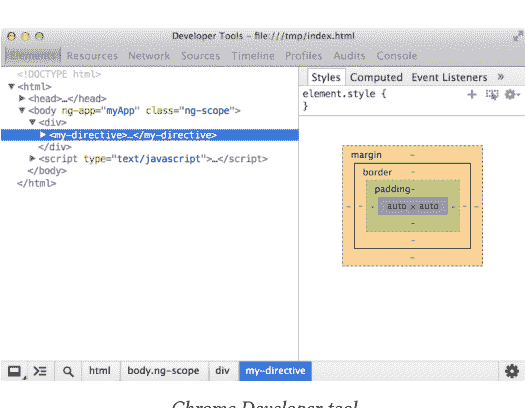 Developer Tools - file:///tmp/index.html
Elements Resources Network Sources Timeline Profiles Audits Console
<!DOCTYPE html>
▼<html>
▶<head>…</head>
▼<body ng-app="myApp" class="ng-scope">
▼<div>
▶<my-directive>…</my-directive>
</div>
▶<script type="text/javascript">…</script>
</body>
</html>
Styles Computed Event Listeners »
element.style {
}
margin -
border -
padding -
- - - auto × auto - - -
-
-
-
html body.ng-scope div my-directive
Chrome Developer tool